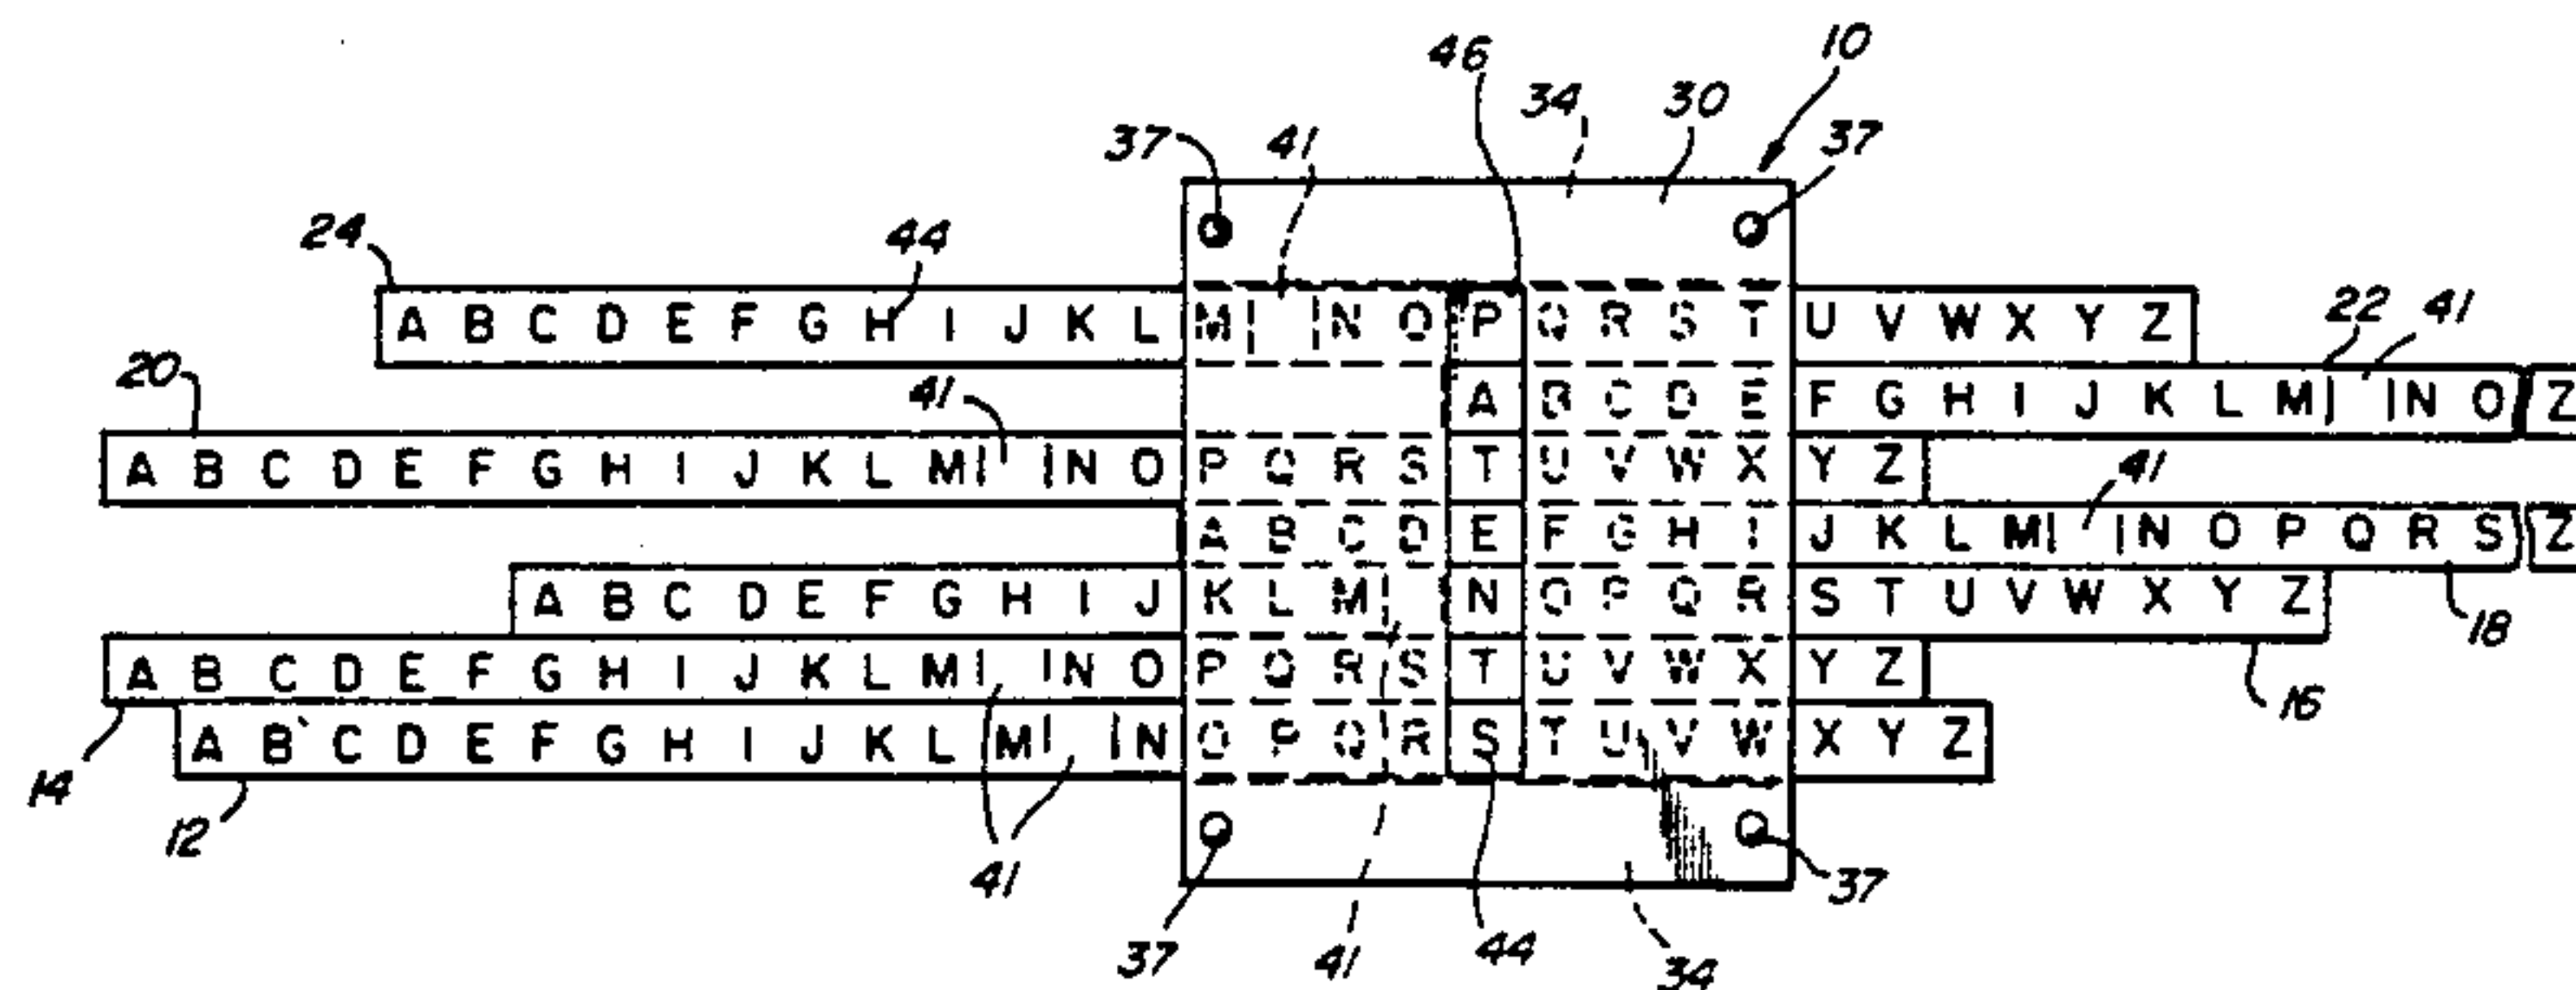 10
46
34 30
37 41 37
24 44
A B C D E F G H I J K L M N O P Q R S T U V W X Y Z
22 41
20 41
A B C D E F G H I J K L M N O Z
A B C D E F G H I J K L M N O P Q R S T U V W X Y Z
41
A B C D E F G H I J K L M N O P Q R S Z
A B C D E F G H I J K L M N O P Q R S T U V W X Y Z
18
A B C D E F G H I J K L M N O P Q R S T U V W X Y Z
16
A B C D E F G H I J K L M N O P Q R S T U V W X Y Z
14 12 41 37
37 41 44 34